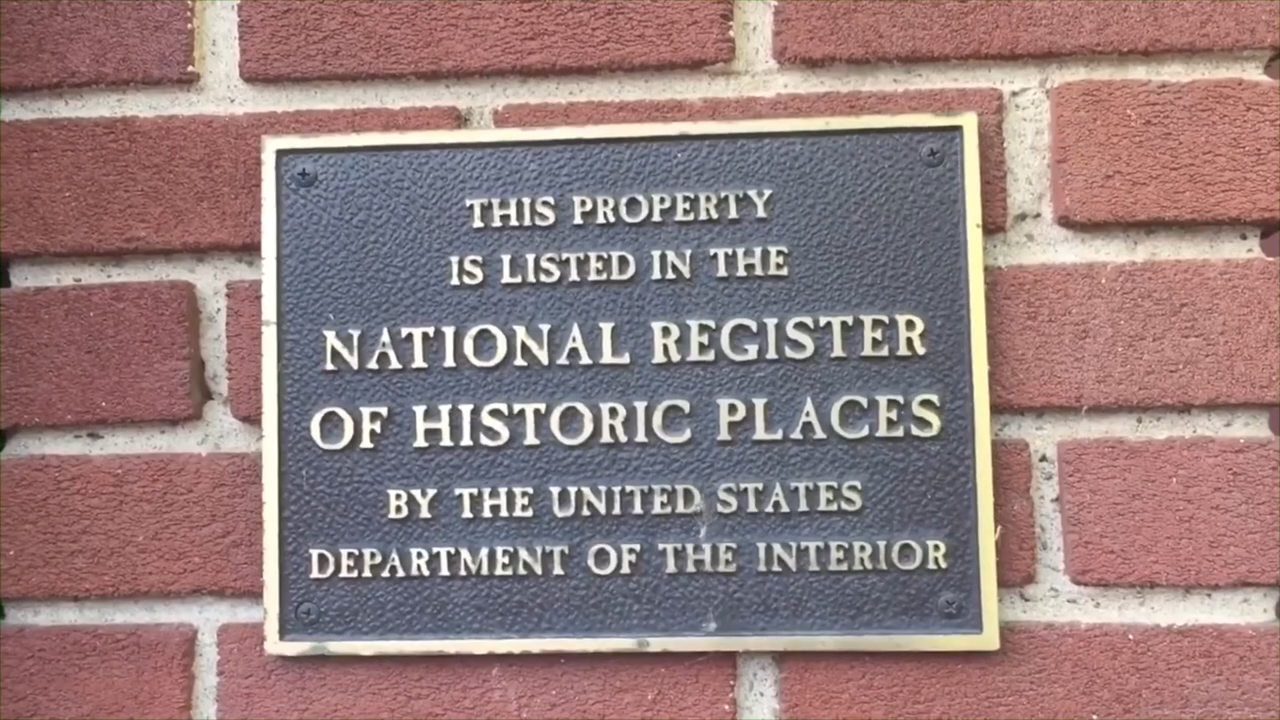 THIS PROPERTY
IS LISTED IN THE
NATIONAL REGISTER
OF HISTORIC PLACES
BY THE UNITED STATES
DEPARTMENT OF THE INTERIOR